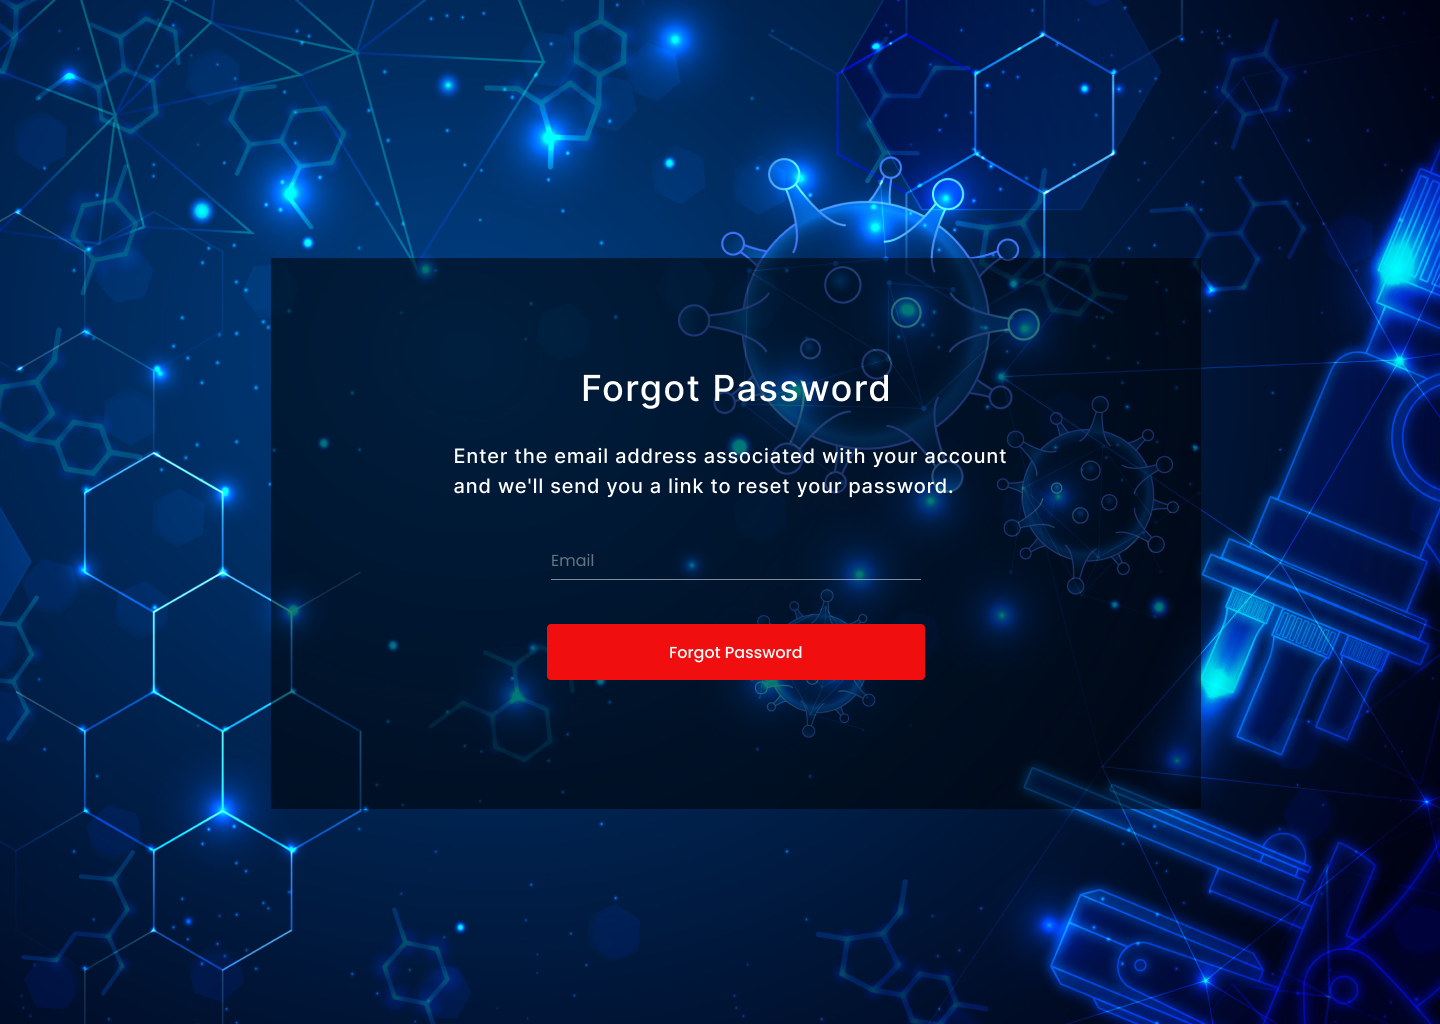 Forgot Password
Enter the email address associated with your account
and we'll send you a link to reset your password.
Email
Forgot Password